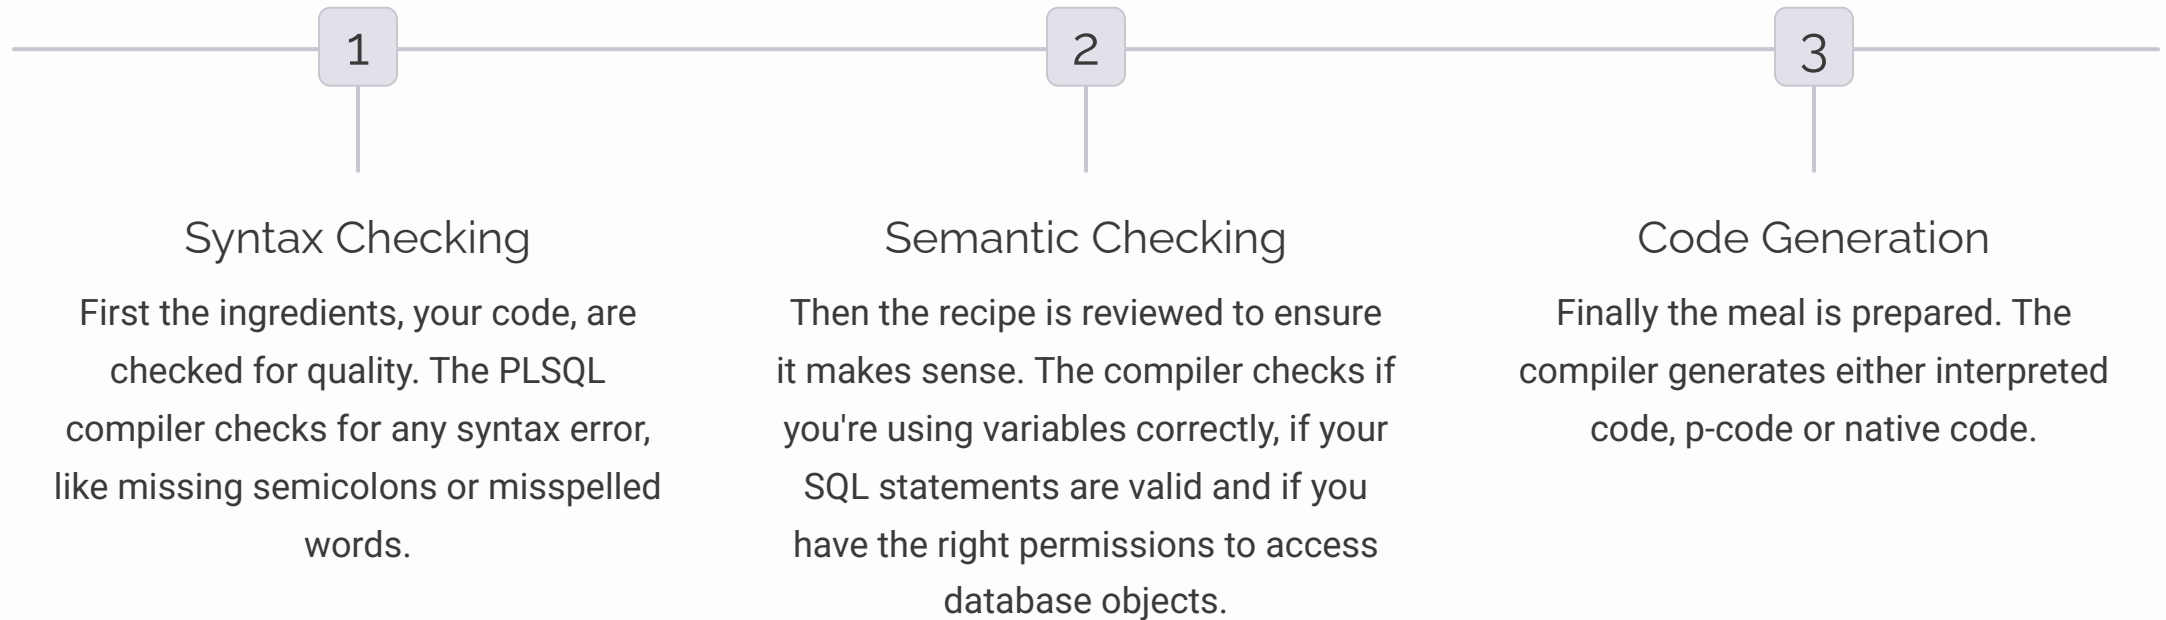 1
2
3
Syntax Checking
First the ingredients, your code, are
checked for quality. The PLSQL
compiler checks for any syntax error,
like missing semicolons or misspelled
words.
Semantic Checking
Then the recipe is reviewed to ensure
it makes sense. The compiler checks if
you're using variables correctly, if your
SQL statements are valid and if you
have the right permissions to access
database objects.
Code Generation
Finally the meal is prepared. The
compiler generates either interpreted
code, p-code or native code.